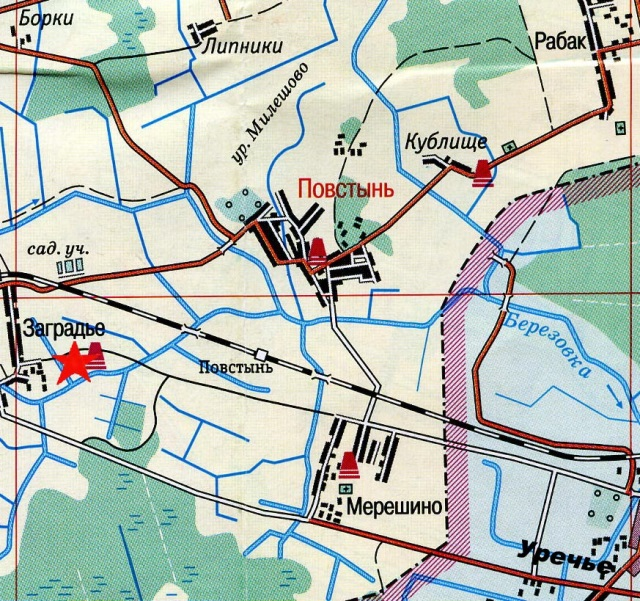 Борки
Липники
Рабак
ур. Милешово
Кублище
Повстынь
сад. уч.
Заградье
Березовка
Повстынь
Мерешино
Уречье